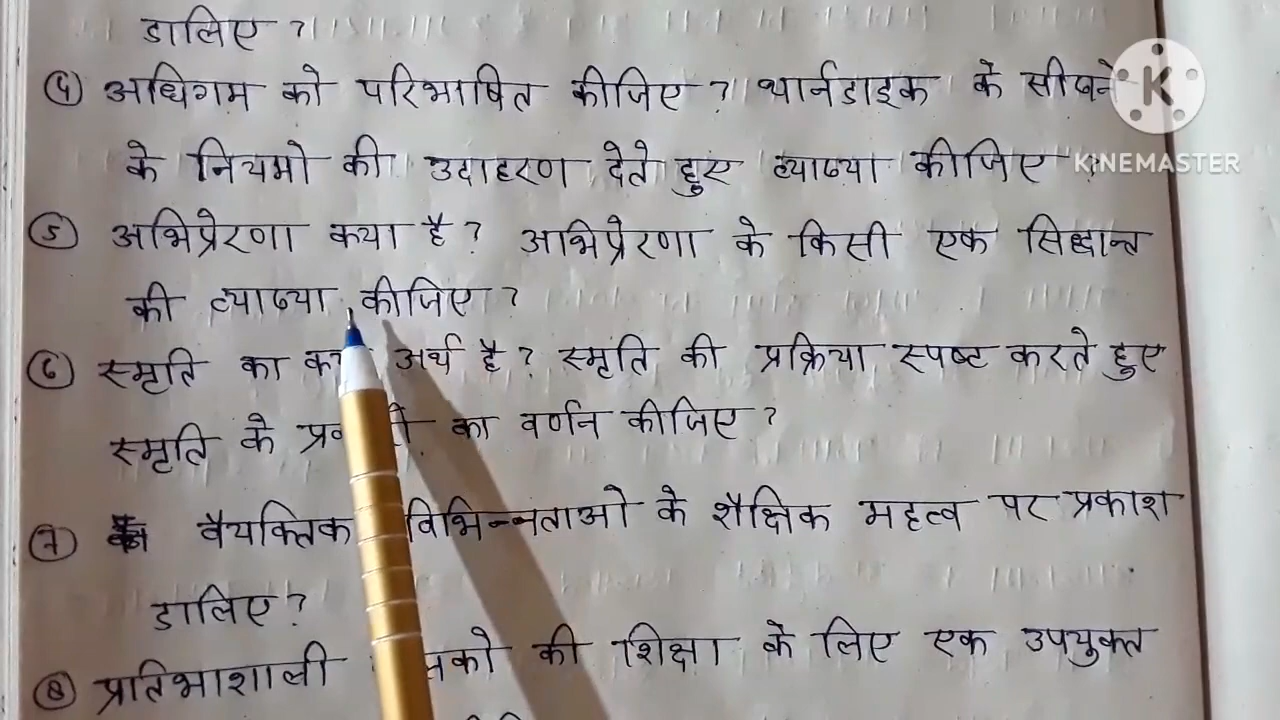 डालिए ?
④ अधिगम को परिभाषित कीजिए ? थार्नडाइक के सीखने
के नियमो की उदाहरण देते हुए व्याख्या कीजिए ?
⑤ अभिप्रेरणा क्या है ? अभिप्रेरणा के किसी एक सिद्धान्त
की व्याख्या कीजिए ?
⑥ स्मृति का अर्थ है ? स्मृति की प्रक्रिया स्पष्ट करते हुए
स्मृति के का वर्णन कीजिए ?
⑦ वैयक्तिक विभिन्नताओ के शैक्षिक महत्व पर प्रकाश
डालिए ?
⑧ प्रतिभाशाली की शिक्षा के लिए एक उपयुक्त
K
KINEMASTER